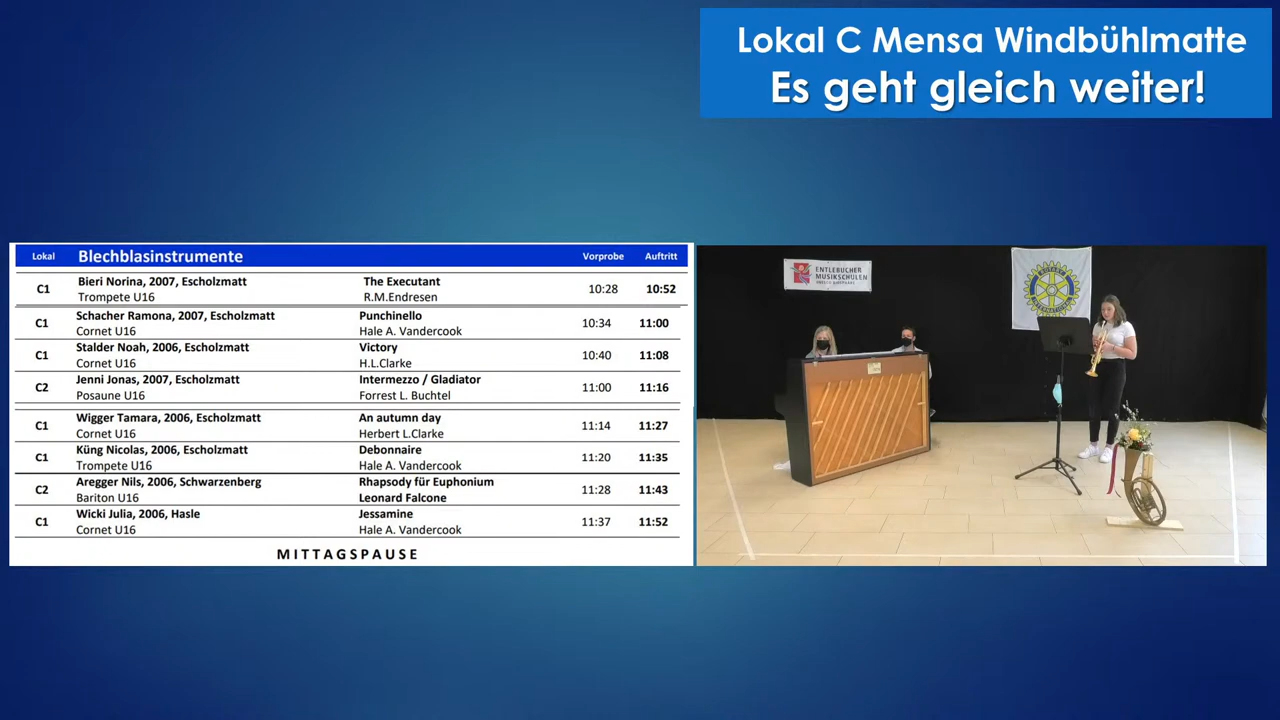 Lokal C Mensa Windbühlmatte
Es geht gleich weiter!
Lokal Blechblasinstrumente Vorprobe Auftritt
C1 Bieri Norina, 2007, Escholzmatt The Executant 10:28 10:52
Trompete U16 R.M.Endresen
C1 Schacher Ramona, 2007, Escholzmatt Punchinello 10:34 11:00
Cornet U16 Hale A. Vandercook
C1 Stalder Noah, 2006, Escholzmatt Victory 10:40 11:08
Cornet U16 H.L.Clarke
C2 Jenni Jonas, 2007, Escholzmatt Intermezzo / Gladiator 11:00 11:16
Posaune U16 Forrest L. Buchtel
C1 Wigger Tamara, 2006, Escholzmatt An autumn day 11:14 11:27
Cornet U16 Herbert L.Clarke
C1 Küng Nicolas, 2006, Escholzmatt Debonnaire 11:20 11:35
Trompete U16 Hale A. Vandercook
C2 Aregger Nils, 2006, Schwarzenberg Rhapsody für Euphonium 11:28 11:43
Bariton U16 Leonard Falcone
C1 Wicki Julia, 2006, Hasle Jessamine 11:37 11:52
Cornet U16 Hale A. Vandercook
MITTAGSPAUSE
ENTLEBUCHER
MUSIKSCHULEN
ROTARY
INTERNATIONAL